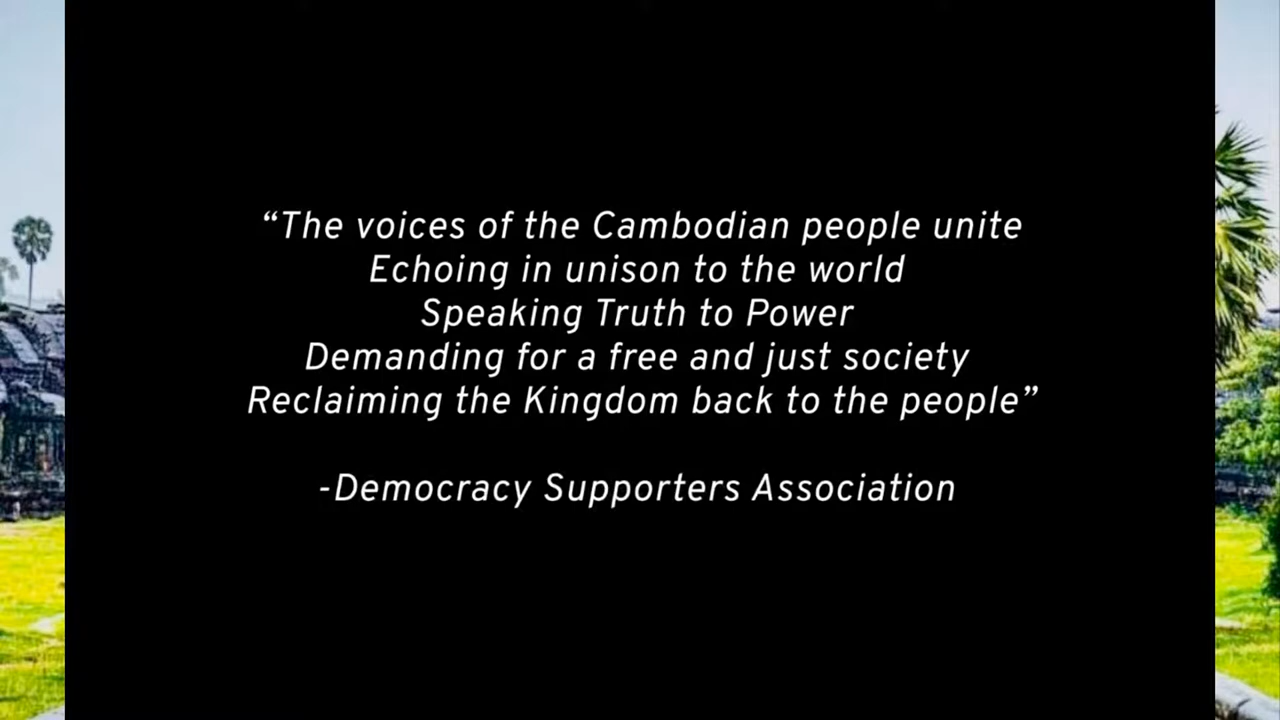 “The voices of the Cambodian people unite
Echoing in unison to the world
Speaking Truth to Power
Demanding for a free and just society
Reclaiming the Kingdom back to the people”
-Democracy Supporters Association